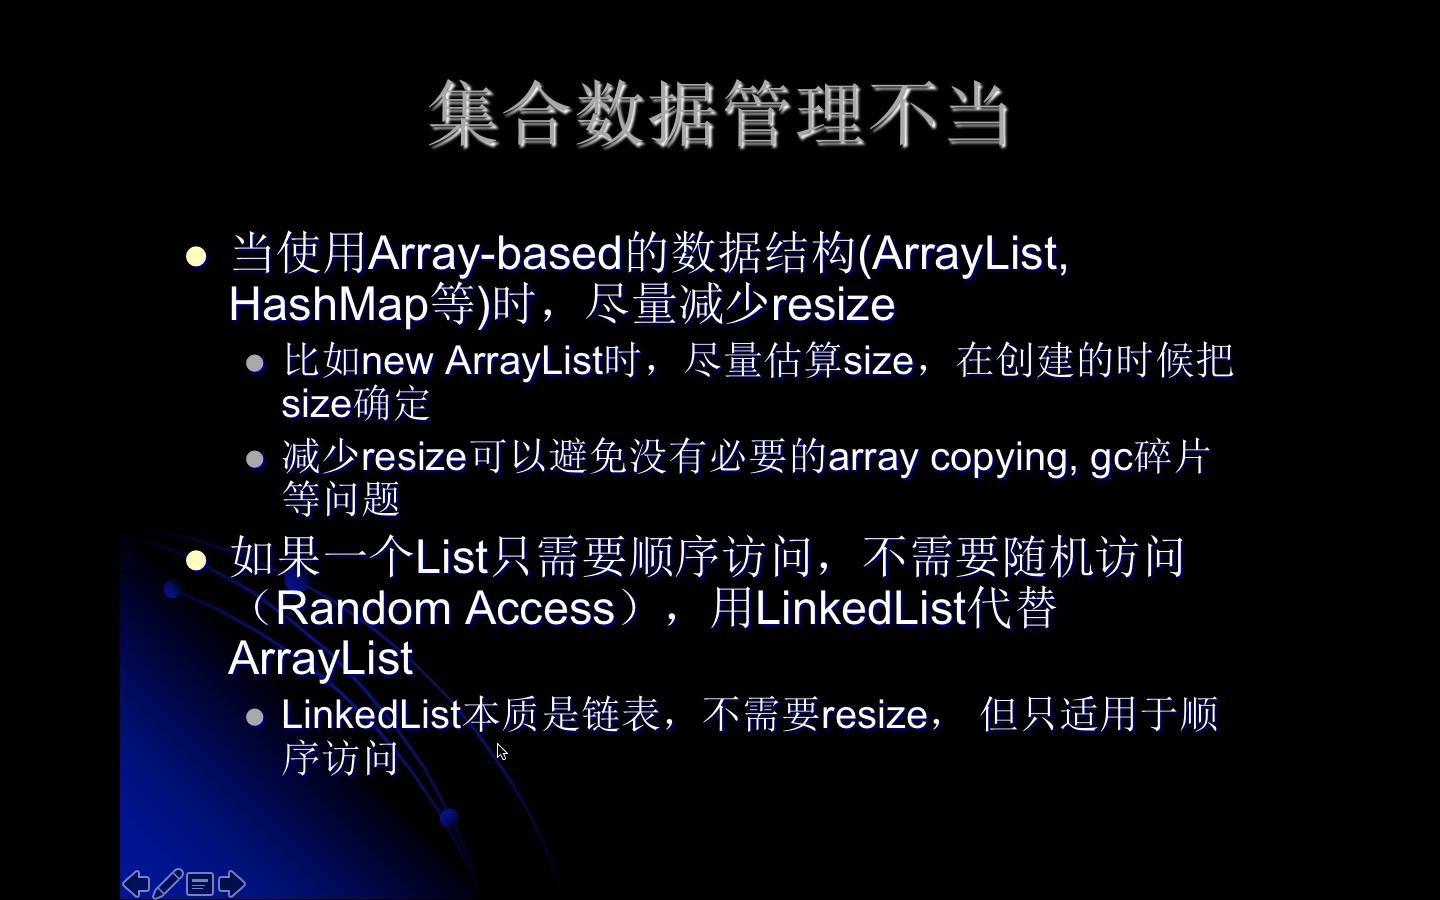 集合数据管理不当
当使用Array-based的数据结构(ArrayList,
HashMap等)时，尽量减少resize
比如new ArrayList时，尽量估算size，在创建的时候把
size确定
减少resize可以避免没有必要的array copying, gc碎片
等问题
如果一个List只需要顺序访问，不需要随机访问
（Random Access），用LinkedList代替
ArrayList
LinkedList本质是链表，不需要resize， 但只适用于顺
序访问